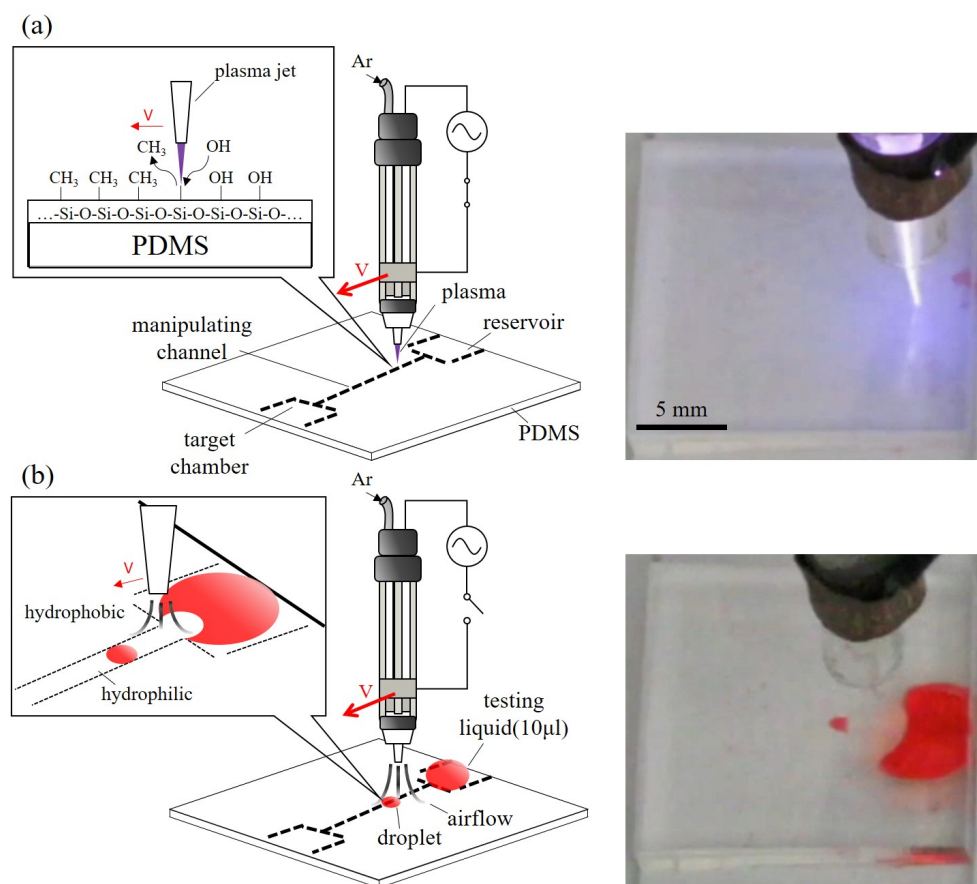 (a)
plasma jet
V
CH3
OH
CH3 CH3 CH3 OH OH
...-Si-O-Si-O-Si-O-Si-O-Si-O-Si-O-...
PDMS
Ar
V
plasma
reservoir
manipulating
channel
target
chamber
PDMS
5 mm
(b)
V
hydrophobic
hydrophilic
Ar
V
testing
liquid(10μl)
airflow
droplet